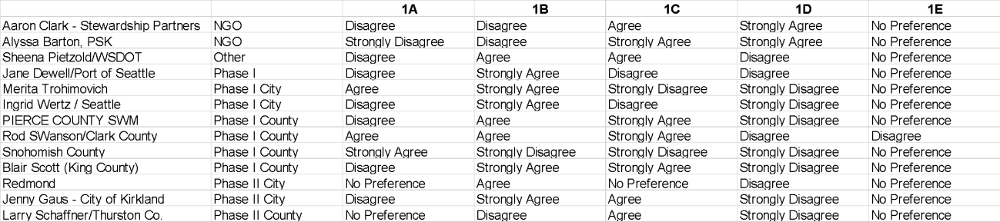 1A 1B 1C 1D 1E
Aaron Clark - Stewardship Partners NGO Disagree Disagree Agree Strongly Agree No Preference
Alyssa Barton, PSK NGO Strongly Disagree Disagree Strongly Agree Strongly Agree No Preference
Sheena Pietzold/WSDOT Other Disagree Agree Agree Disagree No Preference
Jane Dewell/Port of Seattle Phase I Disagree Strongly Agree Disagree Disagree No Preference
Merita Trohimovich Phase I City Agree Strongly Agree Strongly Disagree Strongly Disagree No Preference
Ingrid Wertz / Seattle Phase I City Disagree Strongly Agree Disagree Strongly Disagree No Preference
PIERCE COUNTY SWM Phase I County Disagree Agree Strongly Agree Strongly Disagree No Preference
Rod SWanson/Clark County Phase I County Agree Agree Strongly Agree Disagree Disagree
Snohomish County Phase I County Strongly Agree Strongly Disagree Strongly Disagree Strongly Disagree No Preference
Blair Scott (King County) Phase I County Disagree Strongly Agree Strongly Agree Strongly Disagree No Preference
Redmond Phase II City No Preference Agree No Preference Disagree No Preference
Jenny Gaus - City of Kirkland Phase II City Disagree Strongly Agree Agree Strongly Disagree No Preference
Larry Schaffner/Thurston Co. Phase II County No Preference Disagree Agree Strongly Disagree No Preference